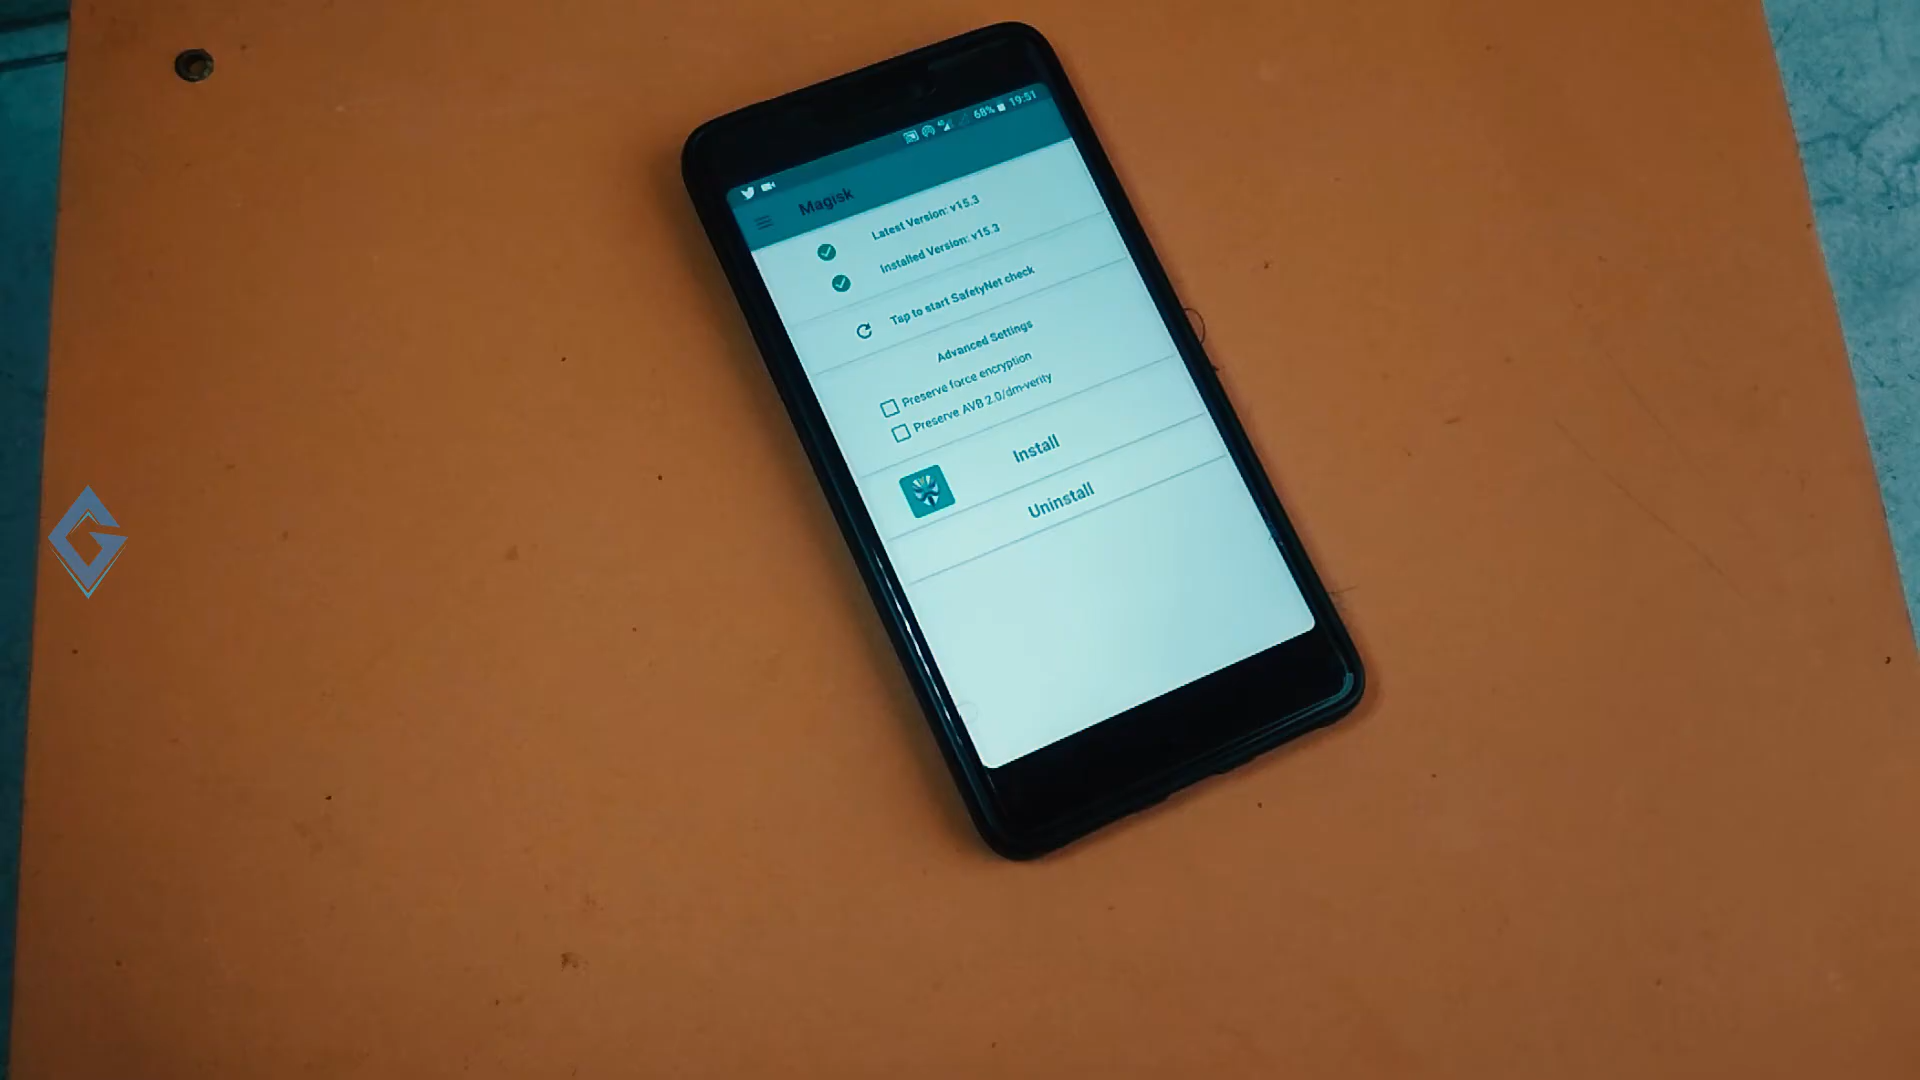 68% 19:51
Magisk
Latest Version: v15.3
Installed Version: v15.3
Tap to start SafetyNet check
Advanced Settings
Preserve force encryption
Preserve AVB 2.0/dm-verity
Install
Uninstall